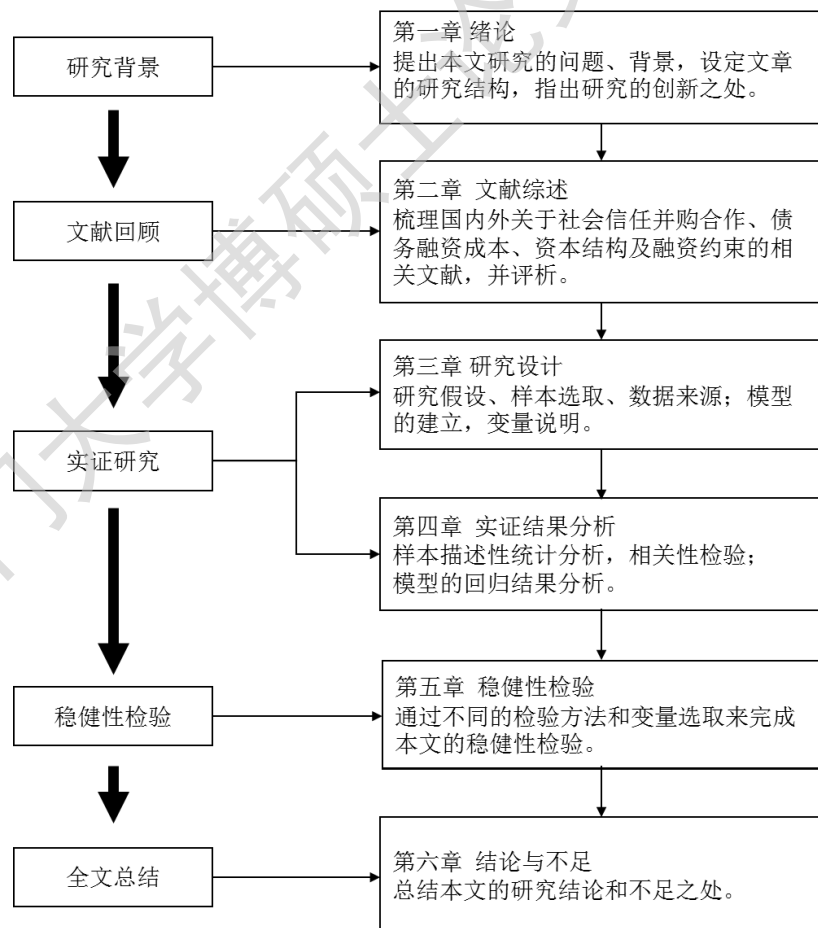 研究背景
第一章 绪论
提出本文研究的问题、背景，设定文章
的研究结构，指出研究的创新之处。
文献回顾
第二章 文献综述
梳理国内外关于社会信任并购合作、债
务融资成本、资本结构及融资约束的相
关文献，并评析。
实证研究
第三章 研究设计
研究假设、样本选取、数据来源；模型
的建立，变量说明。
第四章 实证结果分析
样本描述性统计分析，相关性检验；
模型的回归结果分析。
稳健性检验
第五章 稳健性检验
通过不同的检验方法和变量选取来完成
本文的稳健性检验。
全文总结
第六章 结论与不足
总结本文的研究结论和不足之处。
大学博硕士论